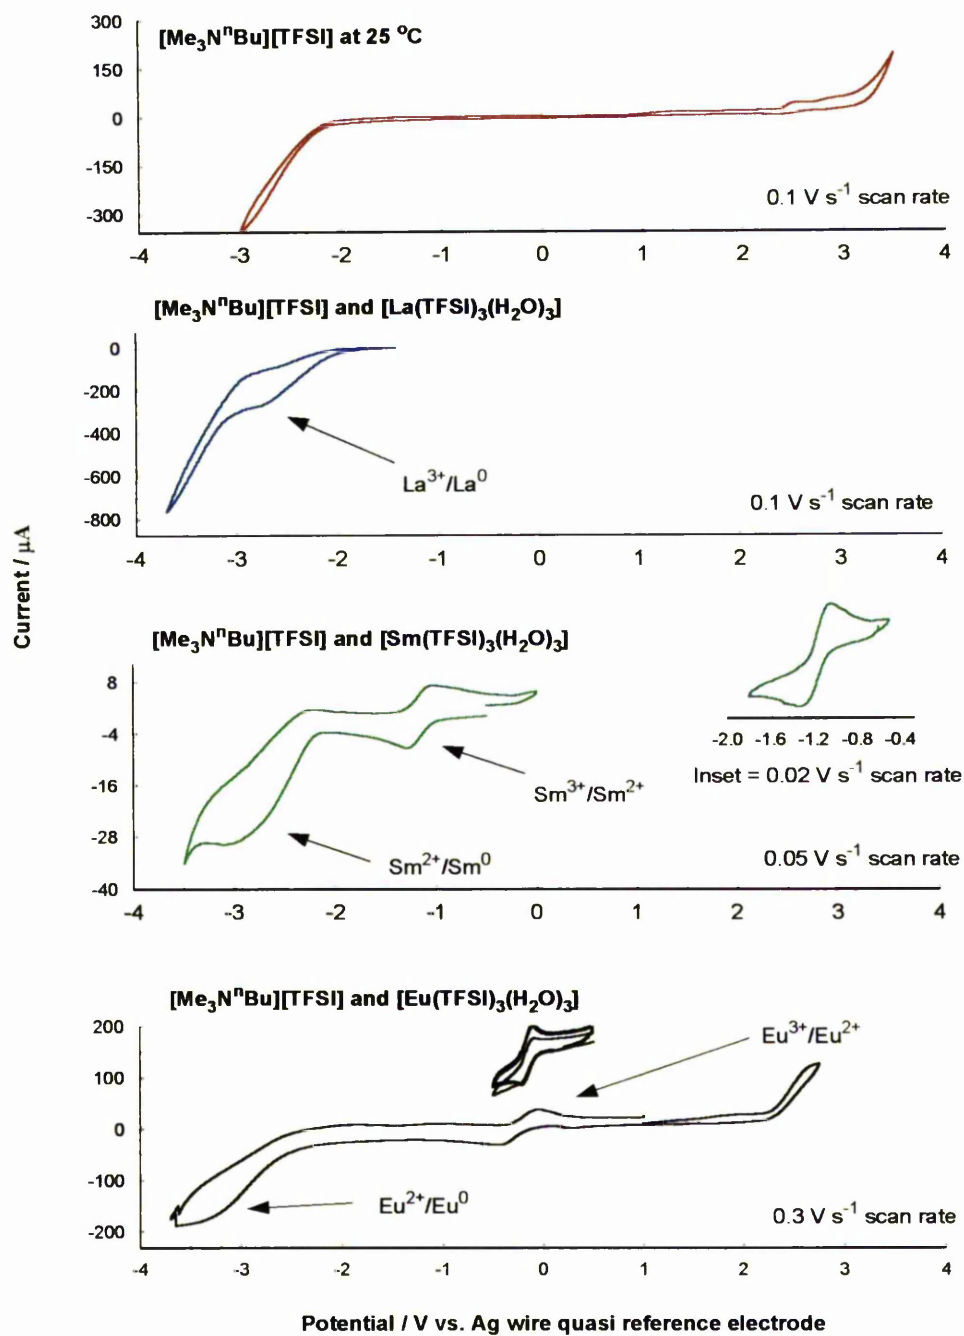 [Me₃NⁿBu][TFSI] at 25 °C
300
150
0
-150
-300
0.1 V s⁻¹ scan rate
-4 -3 -2 -1 0 1 2 3 4
[Me₃NⁿBu][TFSI] and [La(TFSI)₃(H₂O)₃]
0
-200
-400
-600
-800
La³⁺/La⁰
0.1 V s⁻¹ scan rate
-4 -3 -2 -1 0 1 2 3 4
Current / µA
[Me₃NⁿBu][TFSI] and [Sm(TFSI)₃(H₂O)₃]
8
-4
-16
-28
-40
-2.0 -1.6 -1.2 -0.8 -0.4
Inset = 0.02 V s⁻¹ scan rate
Sm³⁺/Sm²⁺
Sm²⁺/Sm⁰
0.05 V s⁻¹ scan rate
-4 -3 -2 -1 0 1 2 3 4
[Me₃NⁿBu][TFSI] and [Eu(TFSI)₃(H₂O)₃]
200
100
0
-100
-200
Eu³⁺/Eu²⁺
Eu²⁺/Eu⁰
0.3 V s⁻¹ scan rate
-4 -3 -2 -1 0 1 2 3 4
Potential / V vs. Ag wire quasi reference electrode